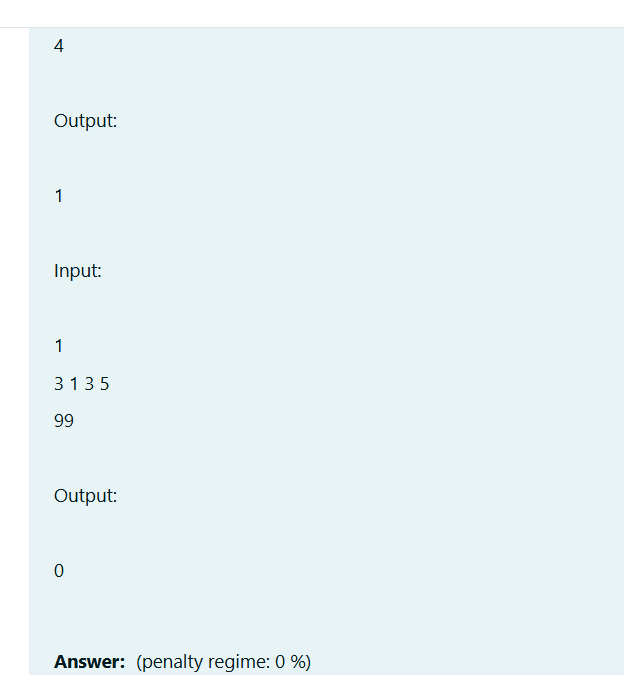 4
Output:
1
Input:
1
3 1 3 5
99
Output:
0
Answer: (penalty regime: 0 %)